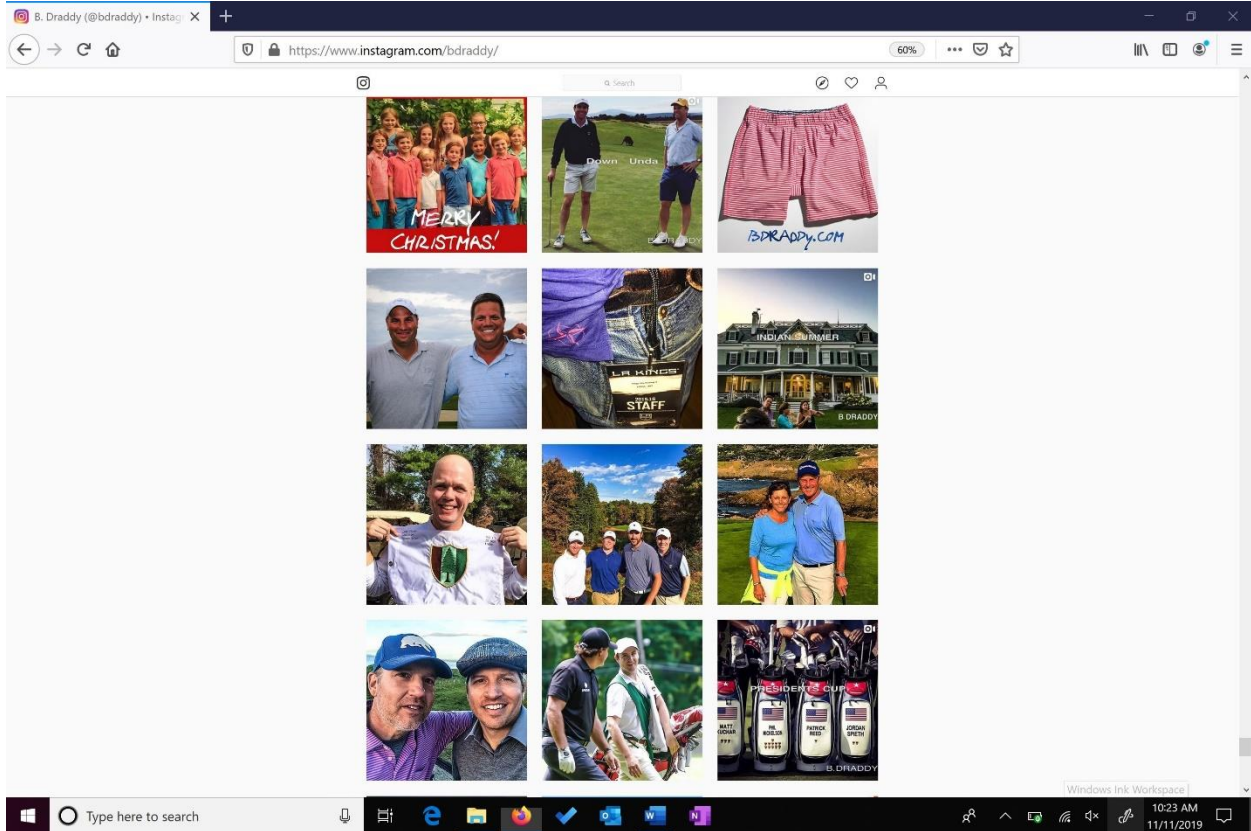 B. Draddy (@bdraddy) • Instag
https://www.instagram.com/bdraddy/
60%
Search
MERRY
CHRISTMAS!
Down Unda
B.DRADDY
BDRADDY.COM
LA KINGS
STAFF
INDIAN SUMMER
B.DRADDY
PRESIDENTS CUP
MATT
KUCHAR
PHIL
MICKELSON
PATRICK
REED
JORDAN
SPIETH
B.DRADDY
Windows Ink Workspace
Type here to search
10:23 AM
11/11/2019